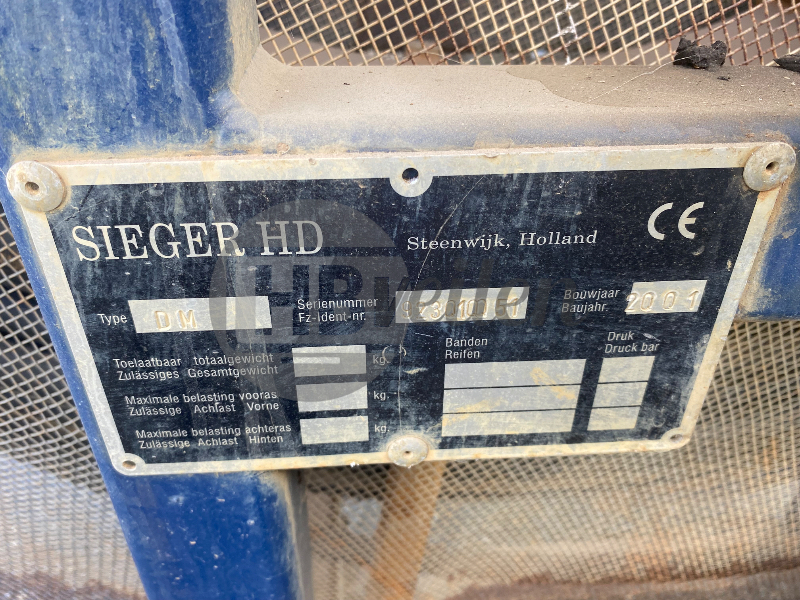 SIEGER HD Steenwijk, Holland CE
Type DM Serienummer Fz-Ident-nr. Bouwjaar Baujahr. 2001
Toelaatbar totaalgewicht kg. Banden Druk
Zulässiges Gesamtgewicht Reifen Druck bar
Maximale belasting vooras kg.
Zulässige Achlast Vorne
Maximale belasting achteras kg.
Zulässige Achlast Hinten